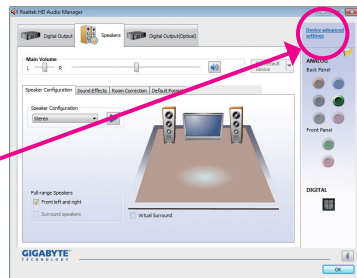 Realtek HD Audio Manager
Digital Output
Speakers
Digital Output(Optical)
Device advanced
settings
Main Volume
L
R
Device
ANALOG
Back Panel
Speaker Configuration
Sound Effects
Room Correction
Default Format
Speaker Configuration
Stereo
Front Panel
Full-range Speakers
Front left and right
Surround speakers
Virtual Surround
DIGITAL
GIGABYTE
TECHNOLOGY
OK